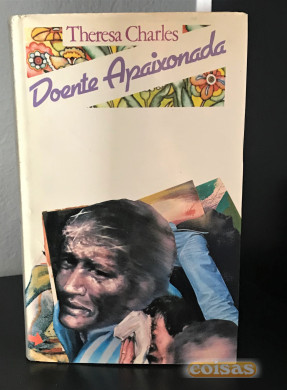 Theresa Charles
Doente Apaixonada
coisas